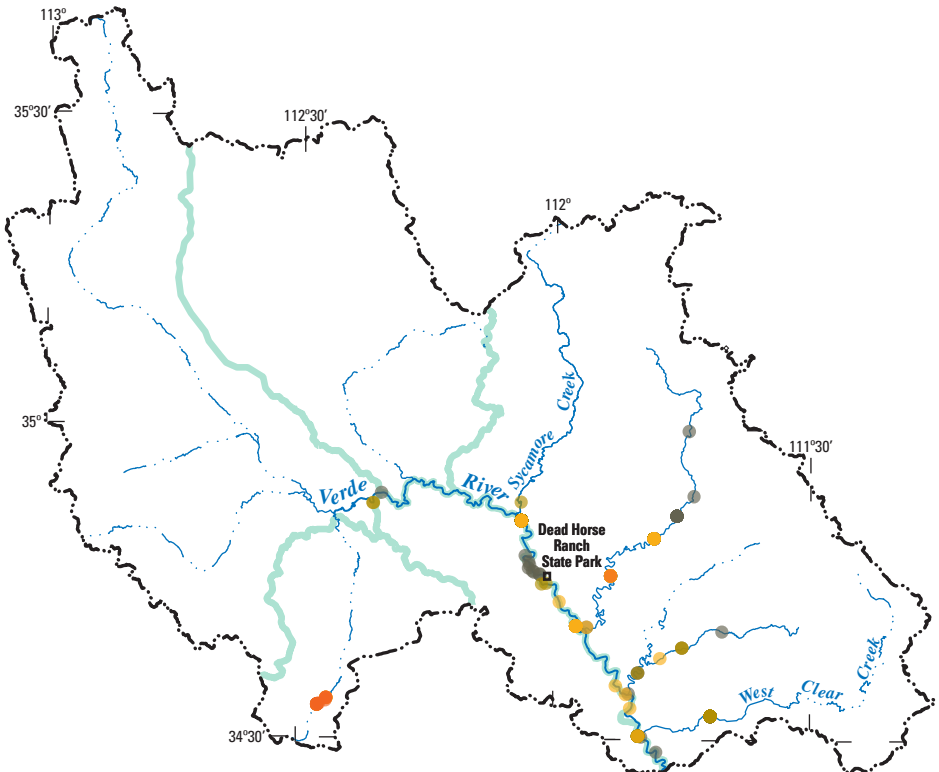 113°
35°30′
112°30′
112°
Sycamore Creek
35°
111°30′
Verde
River
Dead Horse
Ranch
State Park
West Clear Creek
34°30′